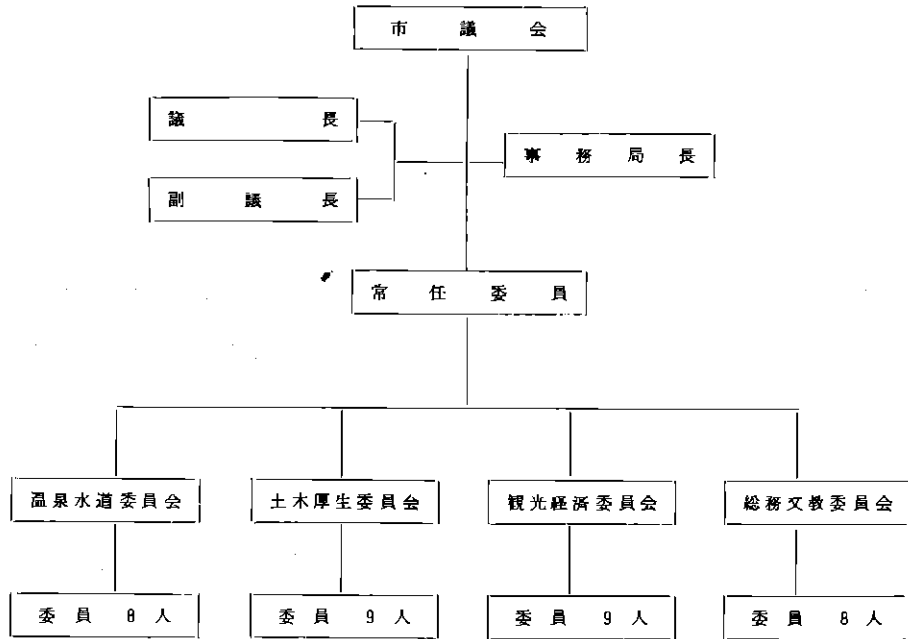 市議会
議長
事務局長
副議長
常任委員
温泉水道委員会
土木厚生委員会
観光経済委員会
総務文教委員会
委員 8人
委員 9人
委員 9人
委員 8人